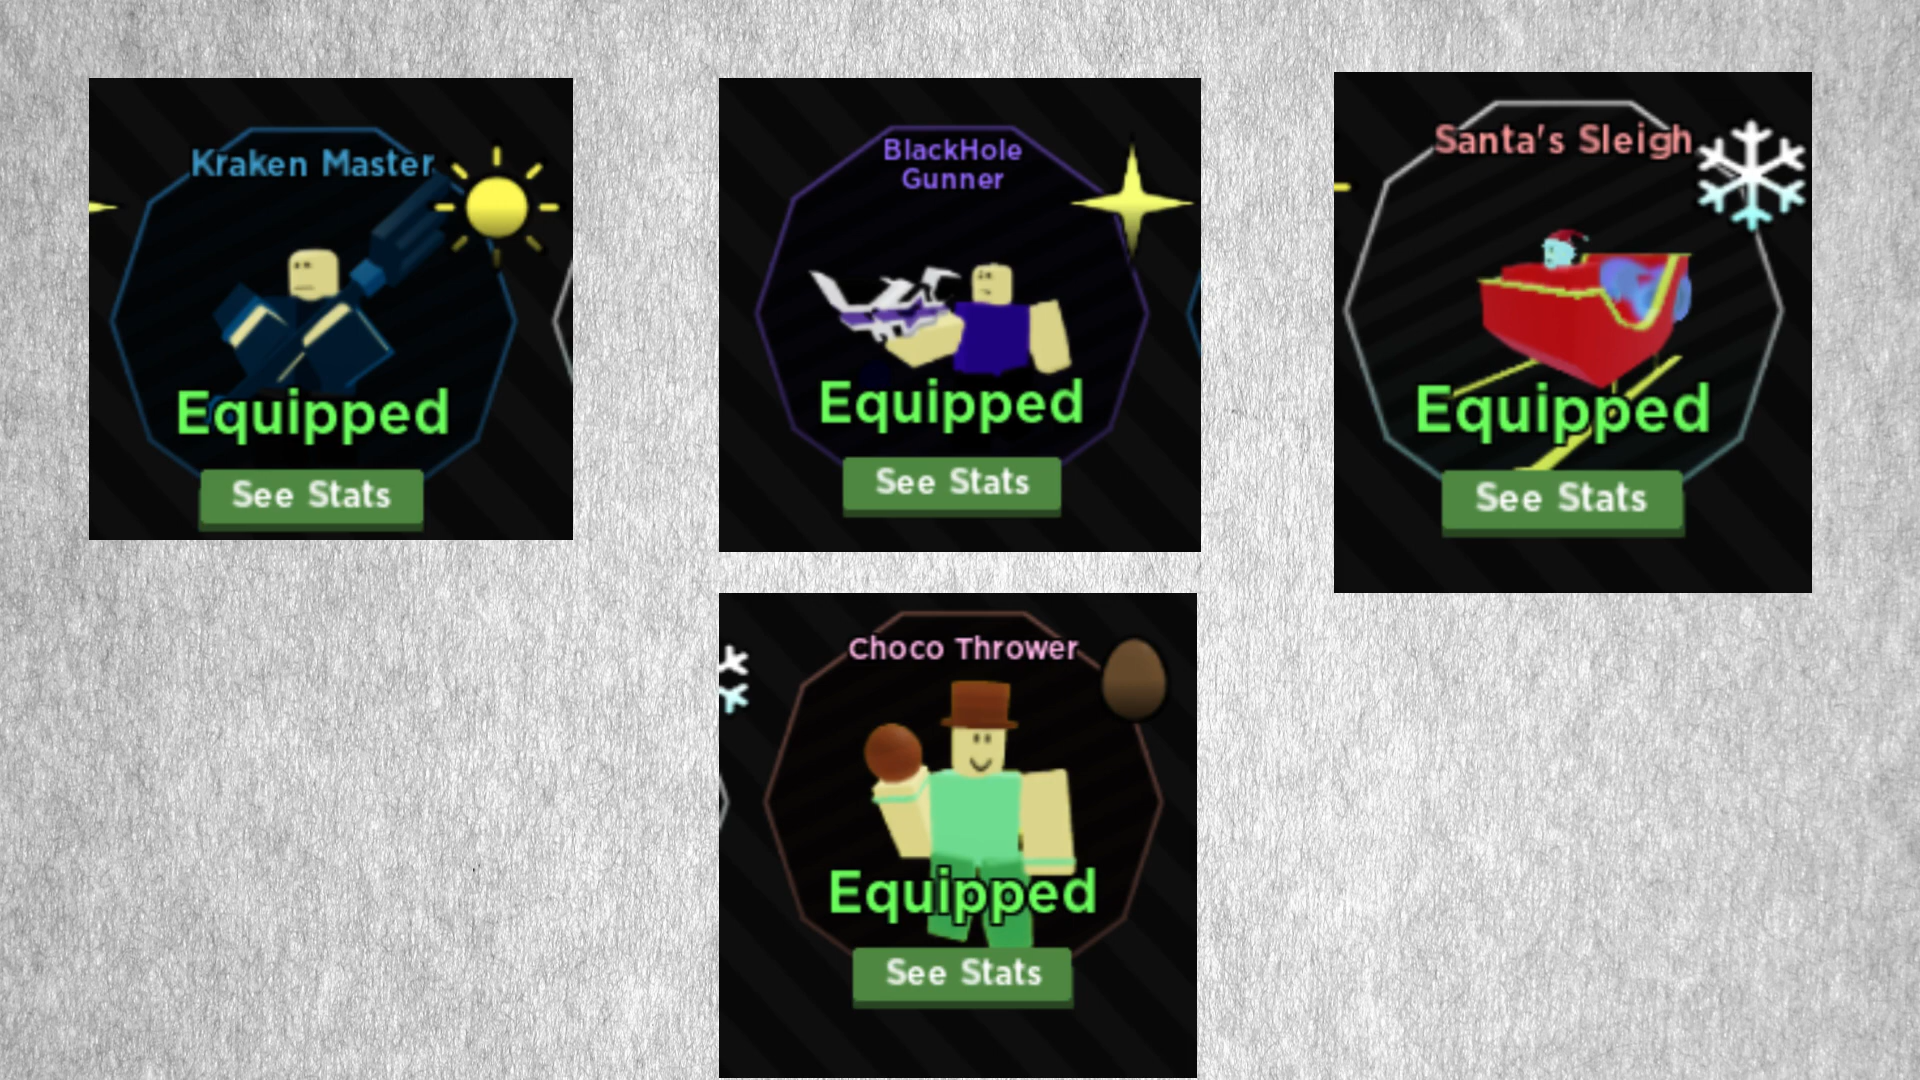 Kraken Master
Equipped
See Stats
BlackHole
Gunner
Equipped
See Stats
Santa's Sleigh
Equipped
See Stats
Choco Thrower
Equipped
See Stats